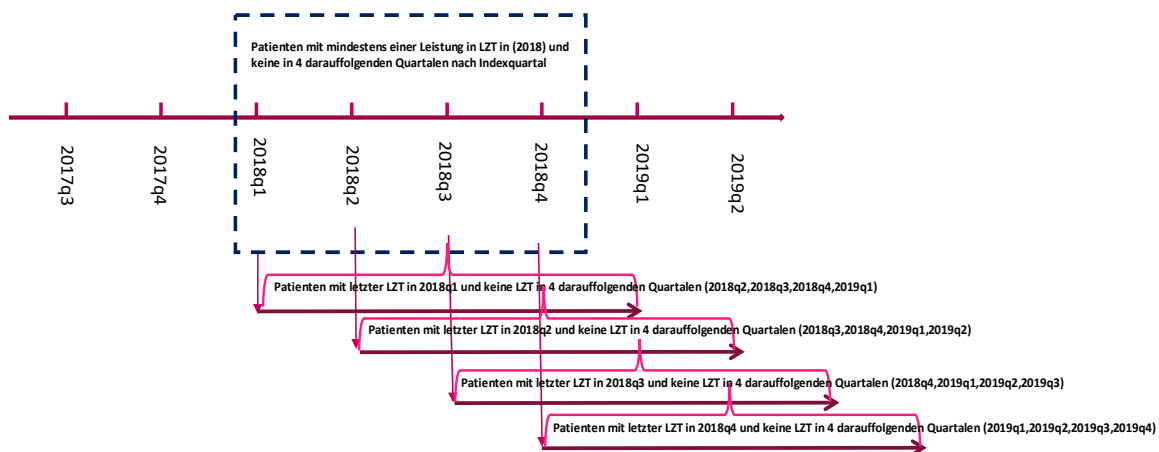 Patienten mit mindestens einer Leistung in LZT in (2018) und
keine in 4 darauffolgenden Quartalen nach Indexquartal
2017q3
2017q4
2018q1
2018q2
2018q3
2018q4
2019q1
2019q2
Patienten mit letzter LZT in 2018q1 und keine LZT in 4 darauffolgenden Quartalen (2018q2,2018q3,2018q4,2019q1)
Patienten mit letzter LZT in 2018q2 und keine LZT in 4 darauffolgenden Quartalen (2018q3,2018q4,2019q1,2019q2)
Patienten mit letzter LZT in 2018q3 und keine LZT in 4 darauffolgenden Quartalen (2018q4,2019q1,2019q2,2019q3)
Patienten mit letzter LZT in 2018q4 und keine LZT in 4 darauffolgenden Quartalen (2019q1,2019q2,2019q3,2019q4)